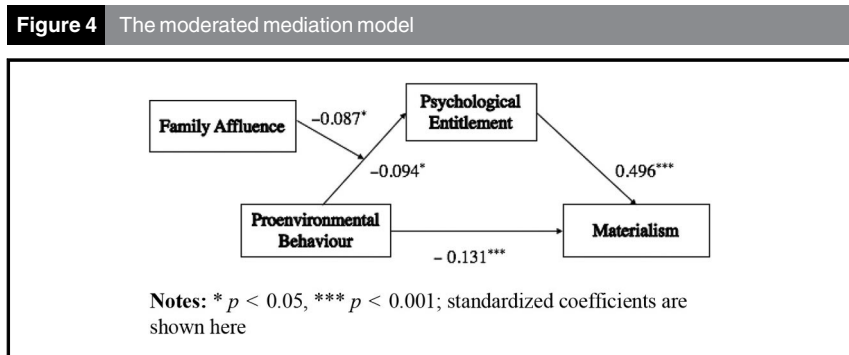 Figure 4 The moderated mediation model
Psychological
Entitlement
Family Affluence
−0.087*
−0.094*
0.496***
Proenvironmental
Behaviour
Materialism
− 0.131***
Notes: * p < 0.05, *** p < 0.001; standardized coefficients are
shown here